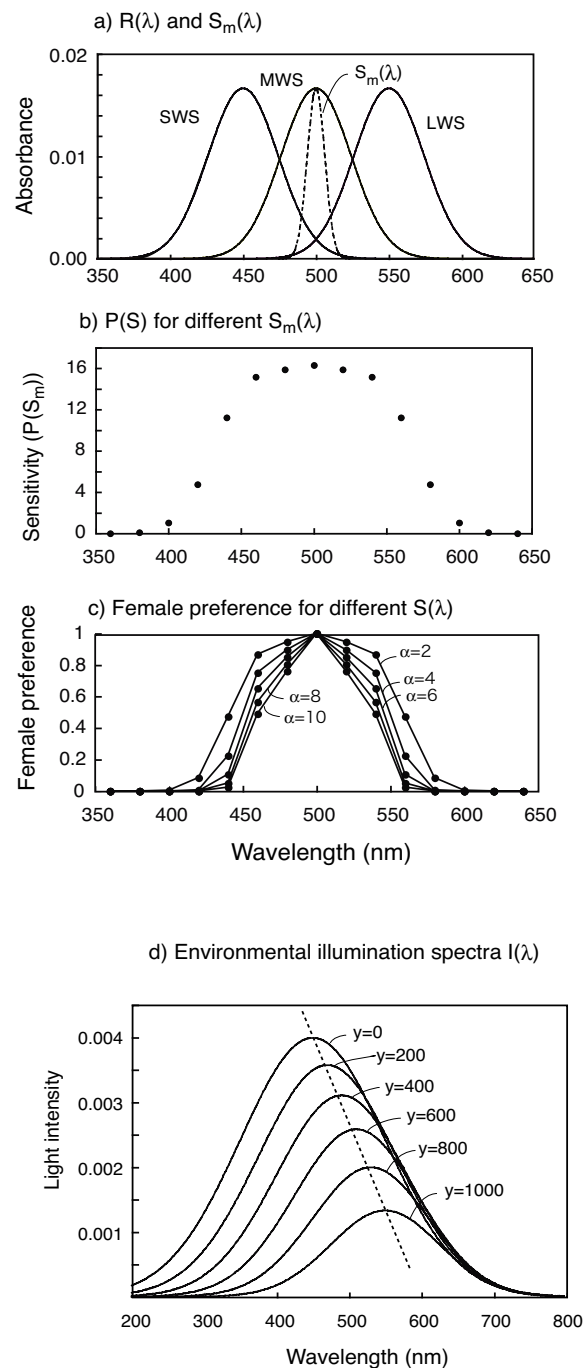 a) R(λ) and Sm(λ)
0.02
MWS
Sm(λ)
SWS
LWS
0.01
Absorbance
0.00
350 400 450 500 550 600 650
b) P(S) for different Sm(λ)
16
12
8
4
0
Sensitivity (P(Sm))
350 400 450 500 550 600 650
c) Female preference for different S(λ)
1
0.8
0.6
0.4
0.2
0
Female preference
α=2
α=4
α=8
α=6
α=10
350 400 450 500 550 600 650
Wavelength (nm)
d) Environmental illumination spectra I(λ)
0.004
0.003
0.002
0.001
Light intensity
y=0
y=200
y=400
y=600
y=800
y=1000
200 300 400 500 600 700 800
Wavelength (nm)